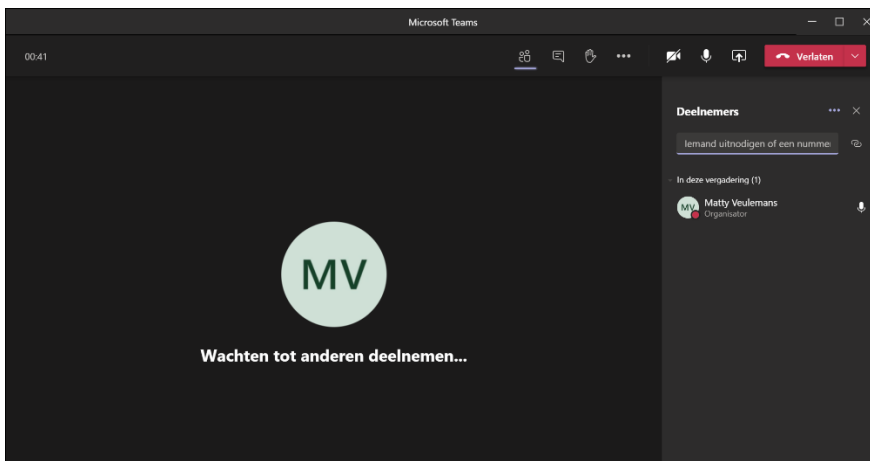 Microsoft Teams
00:41
Verlaten
Deelnemers
Iemand uitnodigen of een numme
In deze vergadering (1)
MV
Matty Veulemans
Organisator
MV
Wachten tot anderen deelnemen...